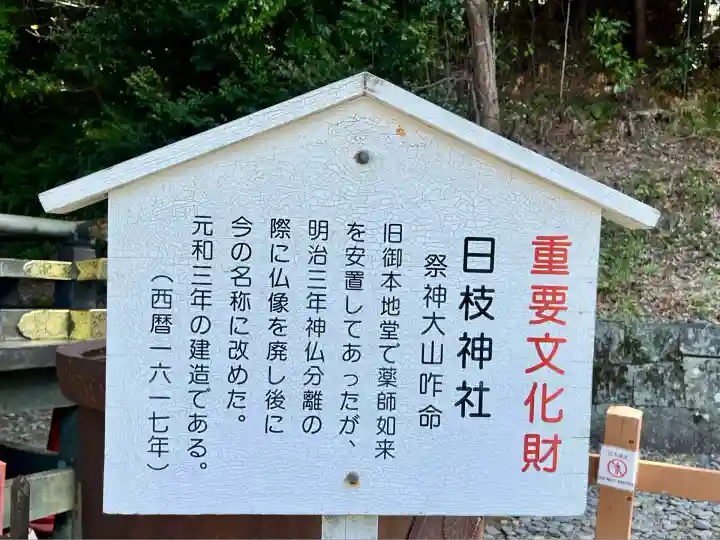 重要文化財
日枝神社
祭神大山咋命
旧御本地堂で薬師如来
を安置してあったが、
明治三年神仏分離の
際に仏像を廃し後に
今の名称に改めた。
元和三年の建造である。
（西暦一六一七年）